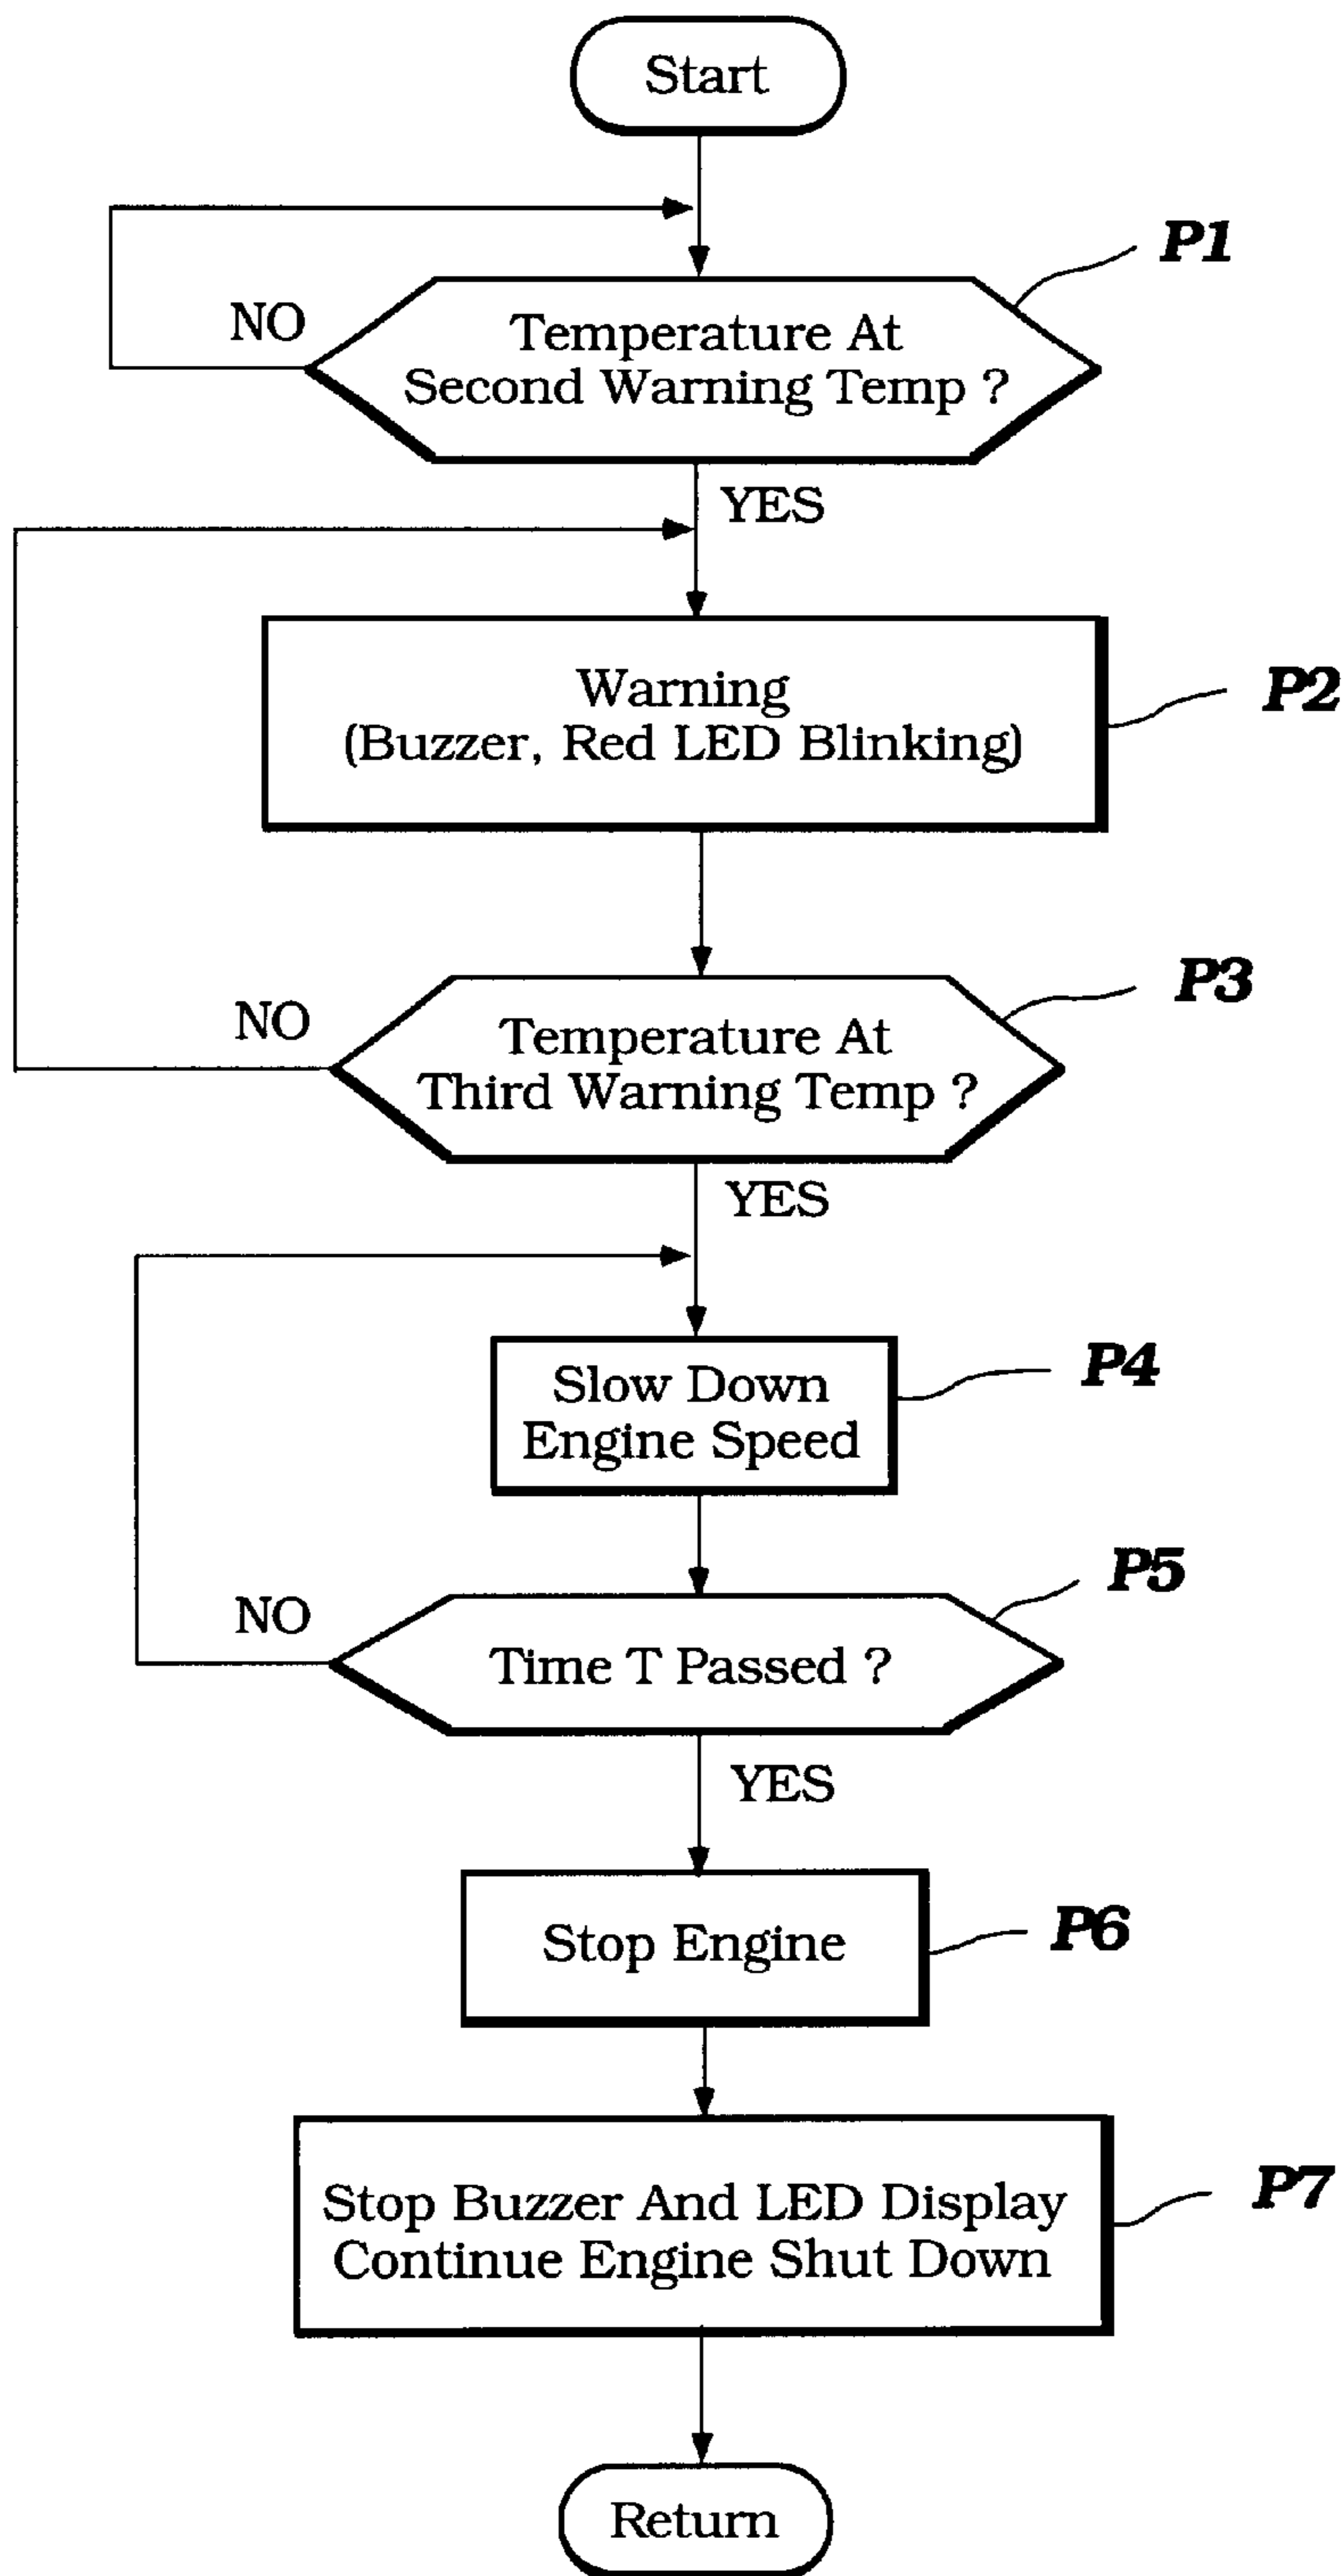 Start
P1
NO
Temperature At
Second Warning Temp ?
YES
Warning
(Buzzer, Red LED Blinking)
P2
P3
NO
Temperature At
Third Warning Temp ?
YES
Slow Down
Engine Speed
P4
P5
NO
Time T Passed ?
YES
Stop Engine
P6
Stop Buzzer And LED Display
Continue Engine Shut Down
P7
Return